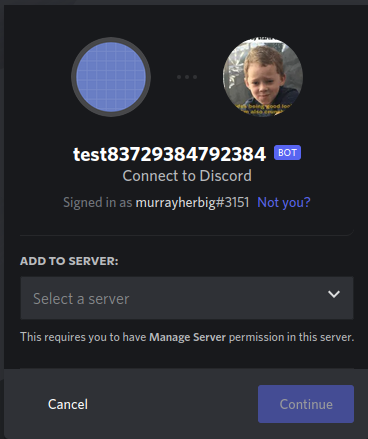 test83729384792384 BOT
Connect to Discord
Signed in as murrayherbig#3151 Not you?
ADD TO SERVER:
Select a server
This requires you to have Manage Server permission in this server.
Cancel Continue